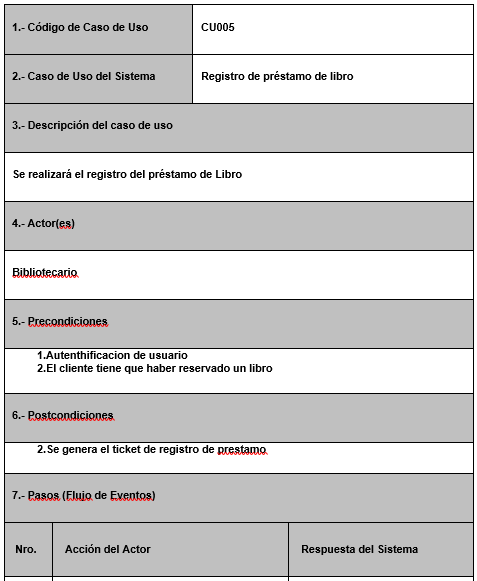 1.- Código de Caso de Uso
CU005
2.- Caso de Uso del Sistema
Registro de préstamo de libro
3.- Descripción del caso de uso
Se realizará el registro del préstamo de Libro
4.- Actor(es)
Bibliotecario
5.- Precondiciones
1.Autenthificacion de usuario
2.El cliente tiene que haber reservado un libro
6.- Postcondiciones
2.Se genera el ticket de registro de prestamo
7.- Pasos (Flujo de Eventos)
Nro.
Acción del Actor
Respuesta del Sistema